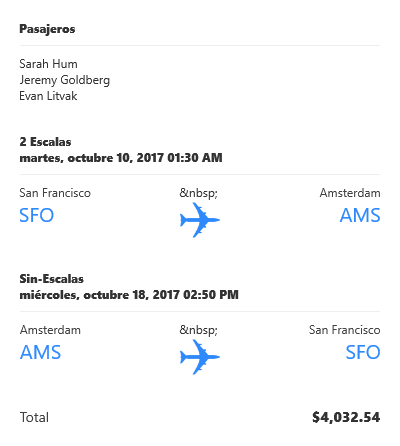 Pasajeros
Sarah Hum
Jeremy Goldberg
Evan Litvak
2 Escalas
martes, octubre 10, 2017 01:30 AM
San Francisco &nbsp; Amsterdam
SFO AMS
Sin-Escalas
miércoles, octubre 18, 2017 02:50 PM
Amsterdam &nbsp; San Francisco
AMS SFO
Total $4,032.54